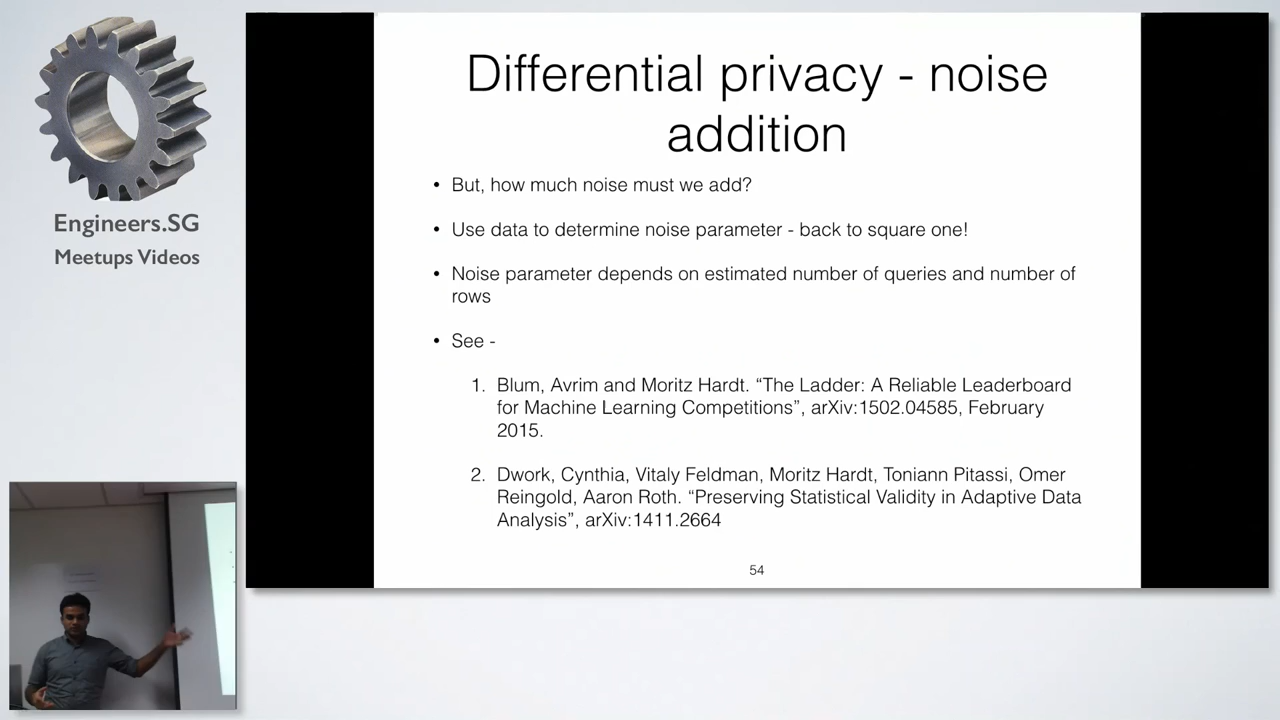 Engineers.SG
Meetups Videos
Differential privacy - noise
addition
• But, how much noise must we add?
• Use data to determine noise parameter - back to square one!
• Noise parameter depends on estimated number of queries and number of
rows
• See -
1. Blum, Avrim and Moritz Hardt. “The Ladder: A Reliable Leaderboard
for Machine Learning Competitions”, arXiv:1502.04585, February
2015.
2. Dwork, Cynthia, Vitaly Feldman, Moritz Hardt, Toniann Pitassi, Omer
Reingold, Aaron Roth. “Preserving Statistical Validity in Adaptive Data
Analysis”, arXiv:1411.2664
54